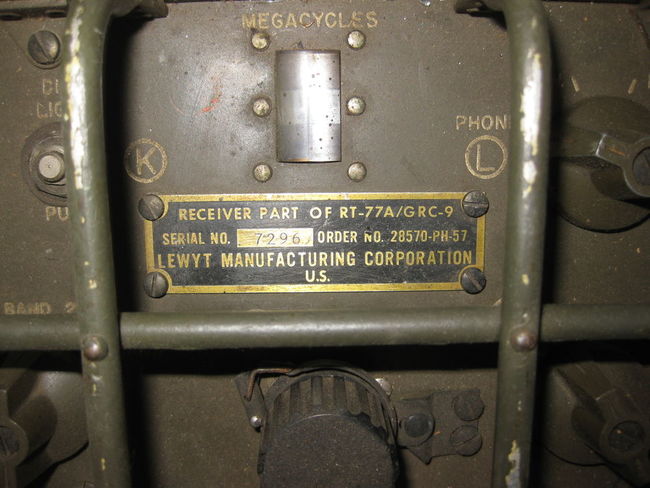 MEGACYCLES
K
PHON
L
RECEIVER PART OF RT-77A/GRC-9
SERIAL NO. 7296 ORDER NO. 28570-PH-57
LEWYT MANUFACTURING CORPORATION
U.S.
BAND 2